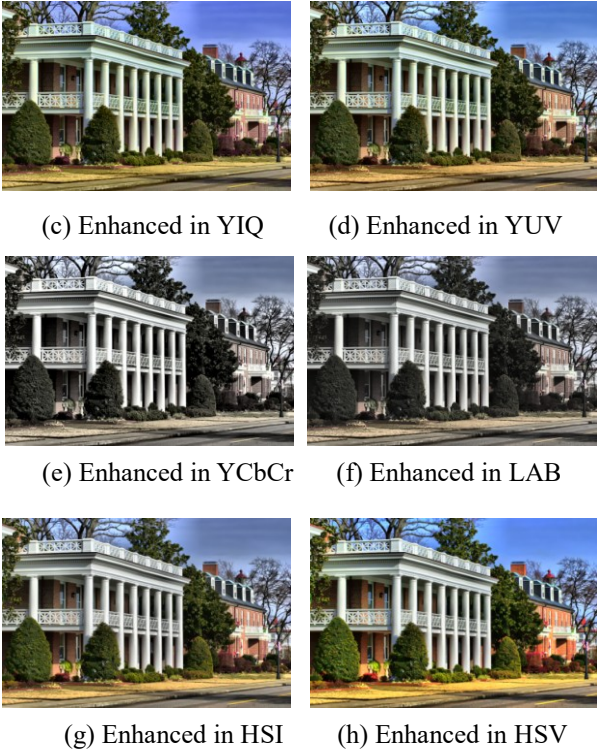 (c) Enhanced in YIQ (d) Enhanced in YUV
(e) Enhanced in YCbCr (f) Enhanced in LAB
(g) Enhanced in HSI (h) Enhanced in HSV